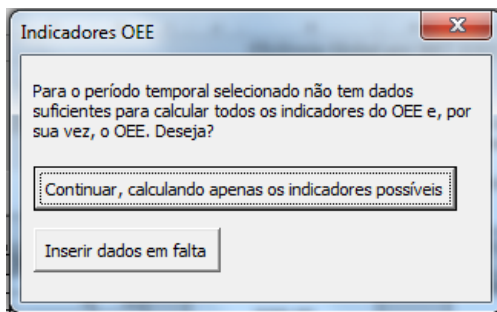 Indicadores OEE
Para o período temporal selecionado não tem dados
suficientes para calcular todos os indicadores do OEE e, por
sua vez, o OEE. Deseja?
Continuar, calculando apenas os indicadores possíveis
Inserir dados em falta